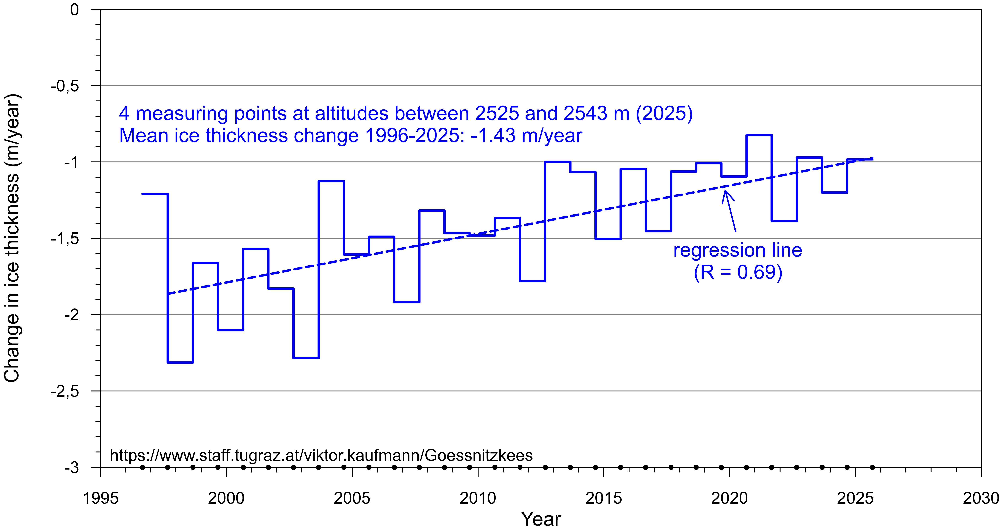 Change in ice thickness (m/year)
0
-0,5
-1
-1,5
-2
-2,5
-3
4 measuring points at altitudes between 2525 and 2543 m (2025)
Mean ice thickness change 1996-2025: -1.43 m/year
regression line
(R = 0.69)
https://www.staff.tugraz.at/viktor.kaufmann/Goessnitzkees
1995 2000 2005 2010 2015 2020 2025 2030
Year